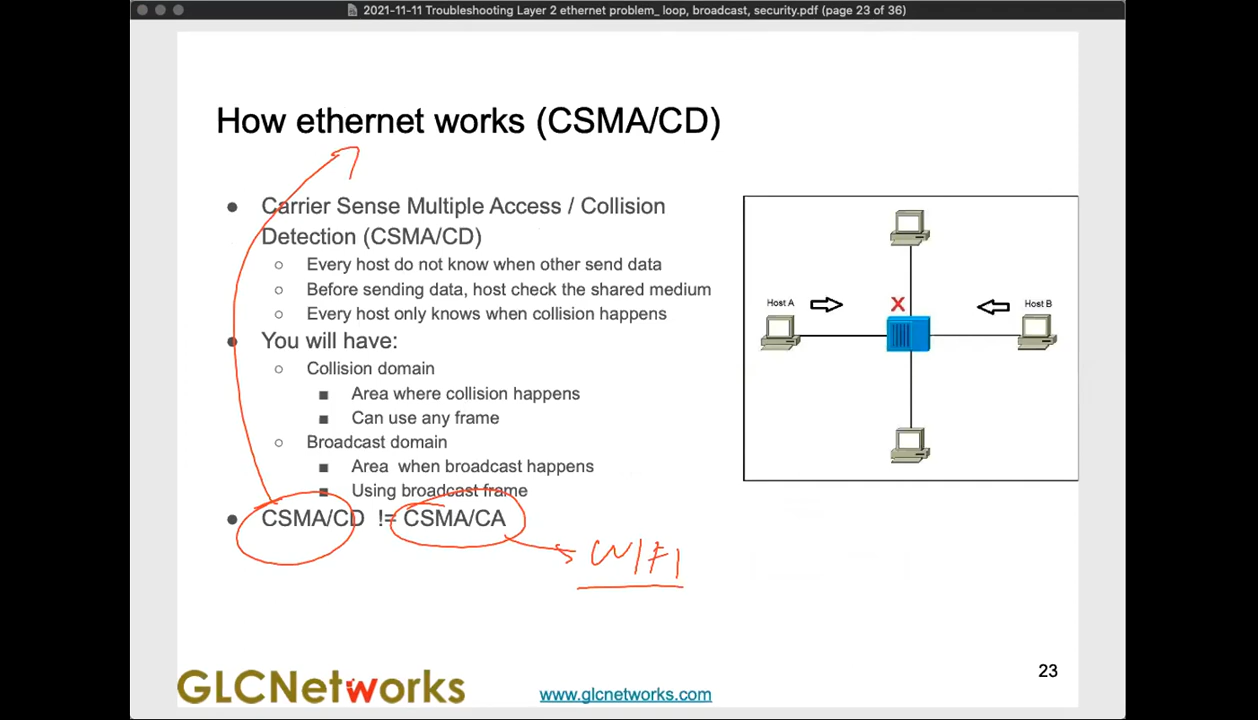 2021-11-11 Troubleshooting Layer 2 ethernet problem_ loop, broadcast, security.pdf (page 23 of 36)
How ethernet works (CSMA/CD)
● Carrier Sense Multiple Access / Collision
Detection (CSMA/CD)
○ Every host do not know when other send data
○ Before sending data, host check the shared medium
○ Every host only knows when collision happens
● You will have:
○ Collision domain
■ Area where collision happens
■ Can use any frame
○ Broadcast domain
■ Area when broadcast happens
■ Using broadcast frame
● CSMA/CD != CSMA/CA
WIFI
Host A
X
Host B
23
GLCNetworks
www.glcnetworks.com